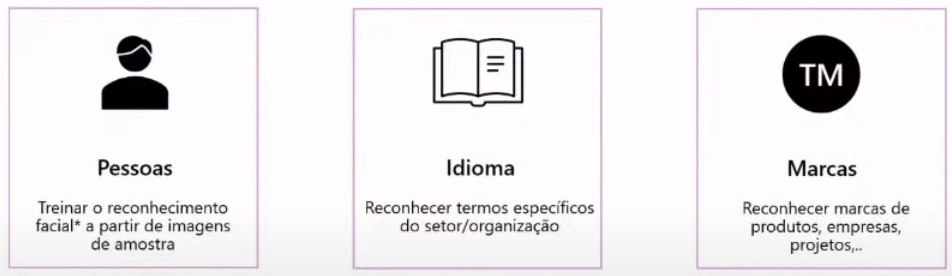 Pessoas
Treinar o reconhecimento
facial* a partir de imagens
de amostra
Idioma
Reconhecer termos específicos
do setor/organização
TM
Marcas
Reconhecer marcas de
produtos, empresas,
projetos,..